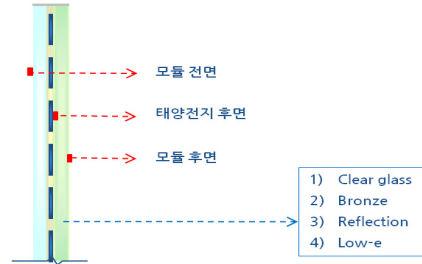 모듈 전면
태양전지 후면
모듈 후면
1) Clear glass
2) Bronze
3) Reflection
4) Low-e